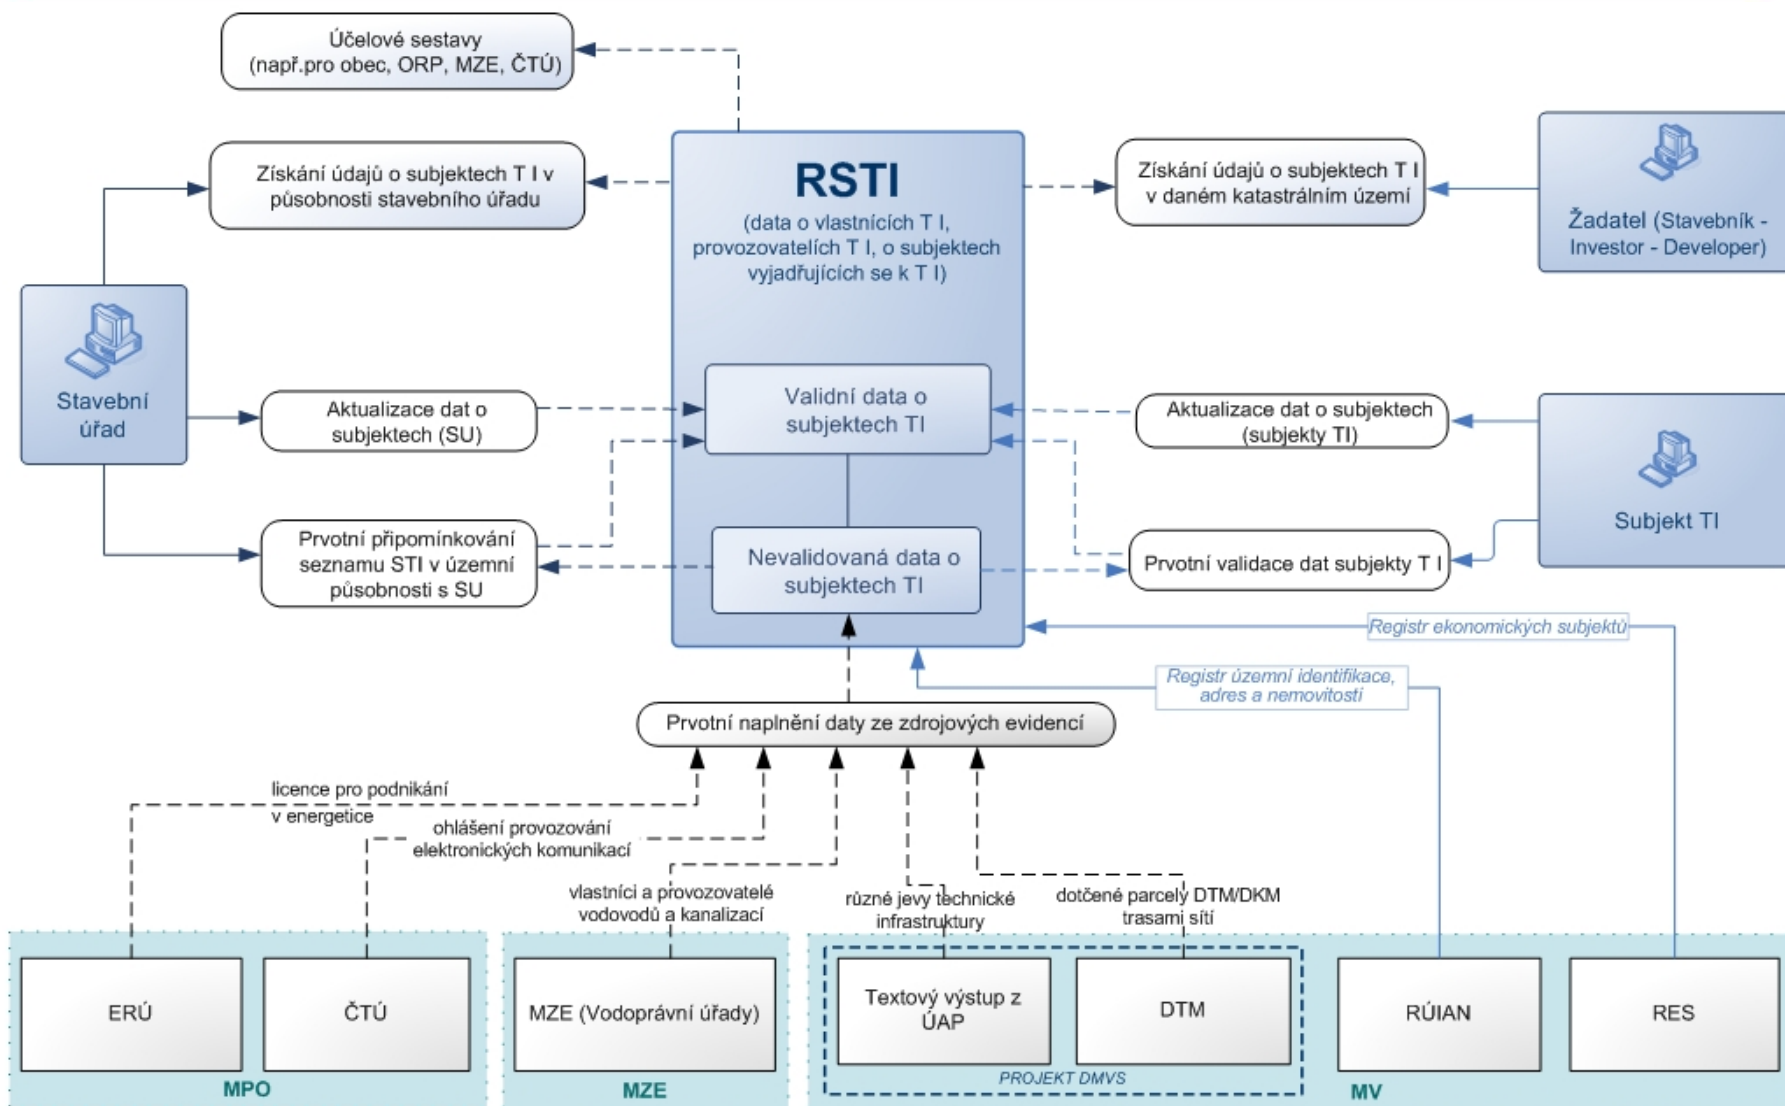 Účelové sestavy
(např.pro obec, ORP, MZE, ČTÚ)
Získání údajů o subjektech T I v
působnosti stavebního úřadu
RSTI
(data o vlastnících T I,
provozovatelích T I, o subjektech
vyjadřujících se k T I)
Získání údajů o subjektech T I
v daném katastrálním území
Žadatel (Stavebník -
Investor - Developer)
Stavební
úřad
Aktualizace dat o
subjektech (SU)
Validní data o
subjektech TI
Aktualizace dat o subjektech
(subjekty TI)
Subjekt TI
Prvotní připomínkování
seznamu STI v územní
působnosti s SU
Nevalidovaná data o
subjektech TI
Prvotní validace dat subjekty T I
Registr ekonomických subjektů
Registr územní identifikace,
adres a nemovitostí
Prvotní naplnění daty ze zdrojových evidencí
licence pro podnikání
v energetice
ohlášení provozování
elektronických komunikací
vlastníci a provozovatelé
vodovodů a kanalizací
různé jevy technické
infrastruktury
dotčené parcely DTM/DKM
trasami sítí
ERÚ
ČTÚ
MZE (Vodoprávní úřady)
Textový výstup z
ÚAP
DTM
RÚIAN
RES
MPO
MZE
PROJEKT DMVS
MV